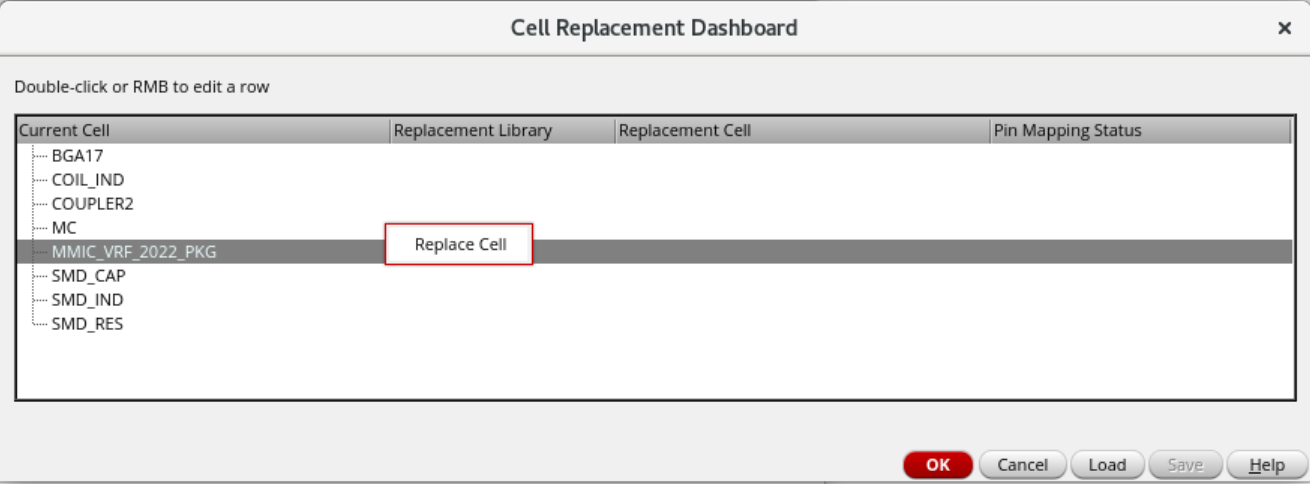 Cell Replacement Dashboard ×
Double-click or RMB to edit a row
Current Cell Replacement Library Replacement Cell Pin Mapping Status
BGA17
COIL_IND
COUPLER2
MC
Replace Cell
MMIC_VRF_2022_PKG
SMD_CAP
SMD_IND
SMD_RES
OK Cancel Load Save Help